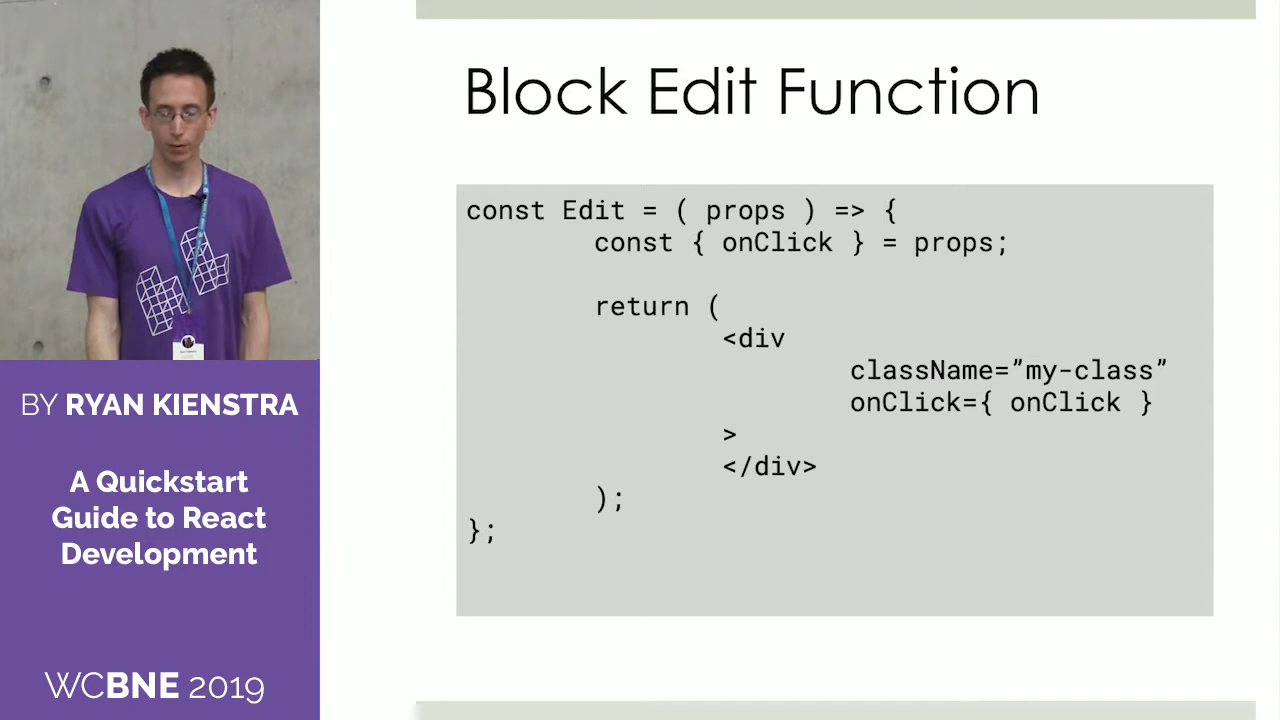 Block Edit Function
const Edit = ( props ) => {
const { onClick } = props;
return (
<div
className=”my-class”
onClick={ onClick }
>
</div>
);
};
BY RYAN KIENSTRA
A Quickstart
Guide to React
Development
WCBNE 2019